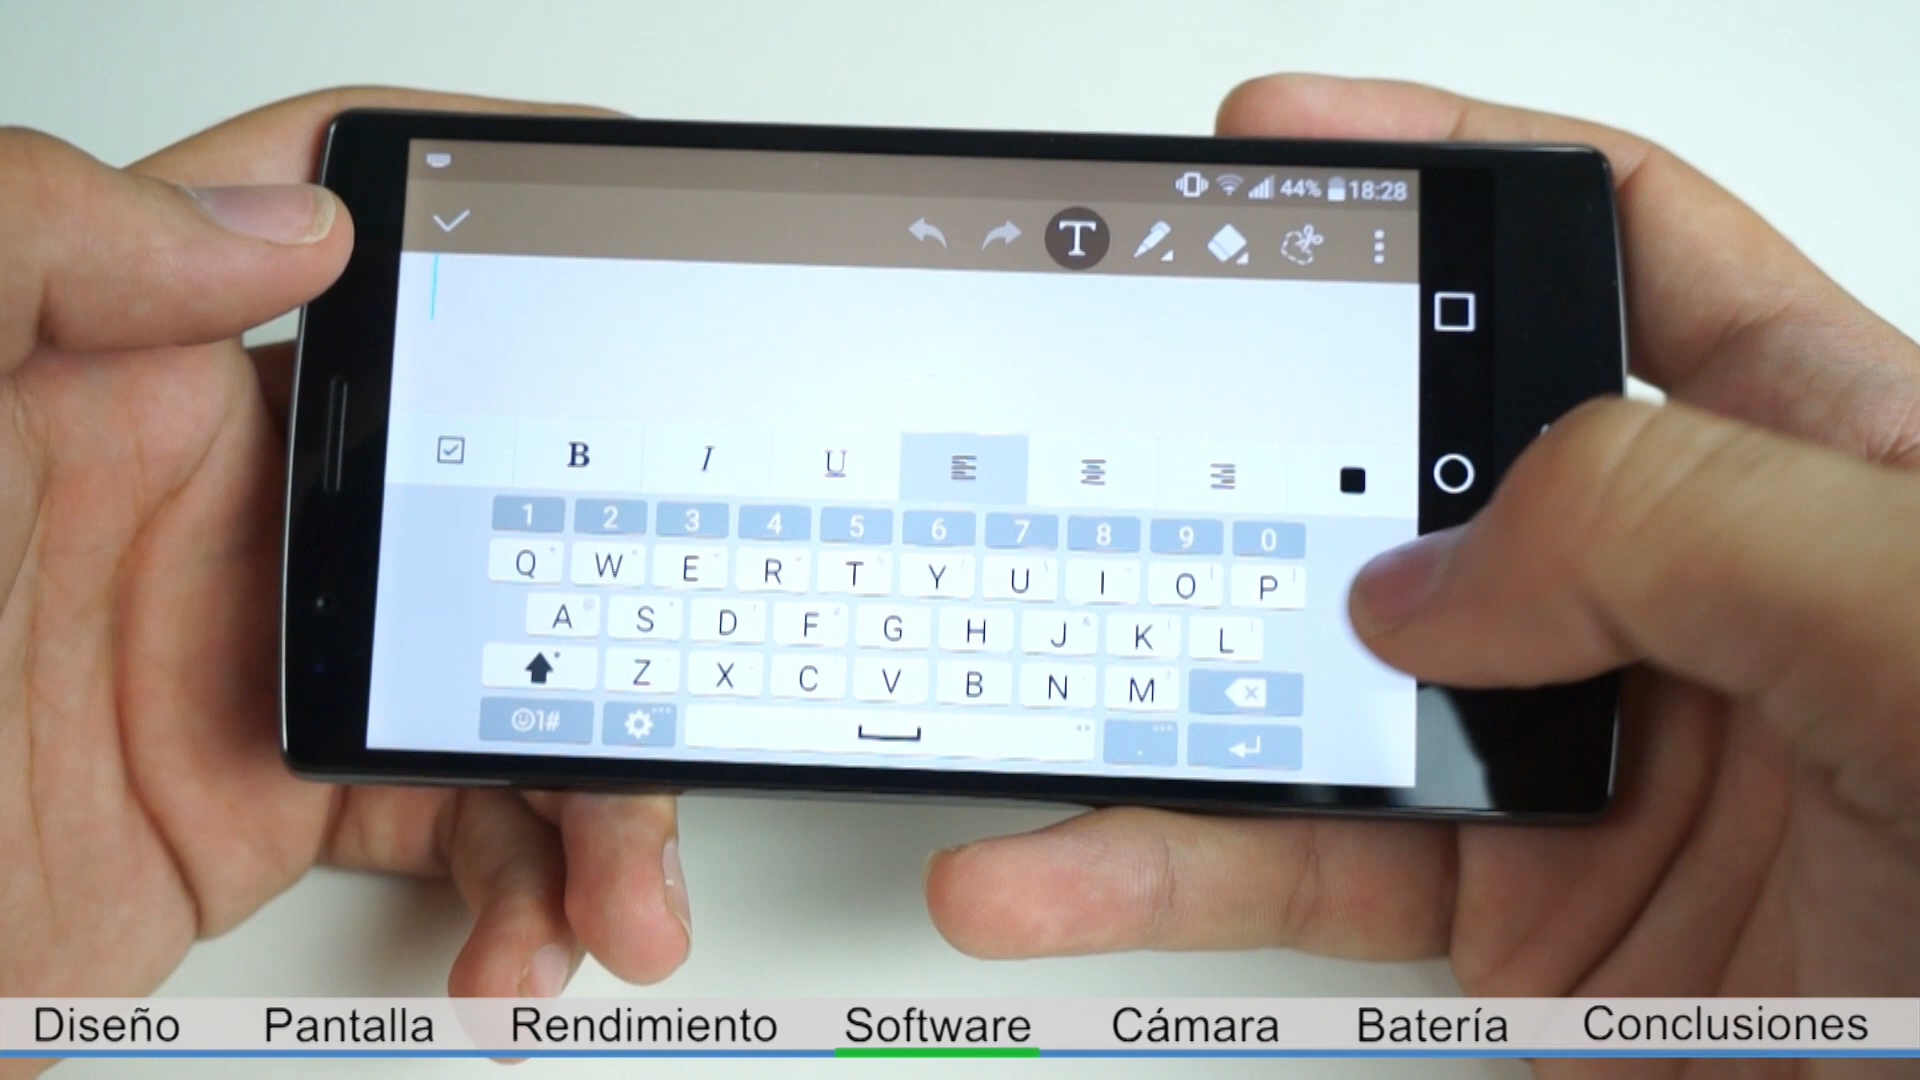 44% 18:28
T
B I U
1 2 3 4 5 6 7 8 9 0
Q W E R T Y U I O P
A S D F G H J K L
Z X C V B N M
1# .
Diseño Pantalla Rendimiento Software Cámara Batería Conclusiones